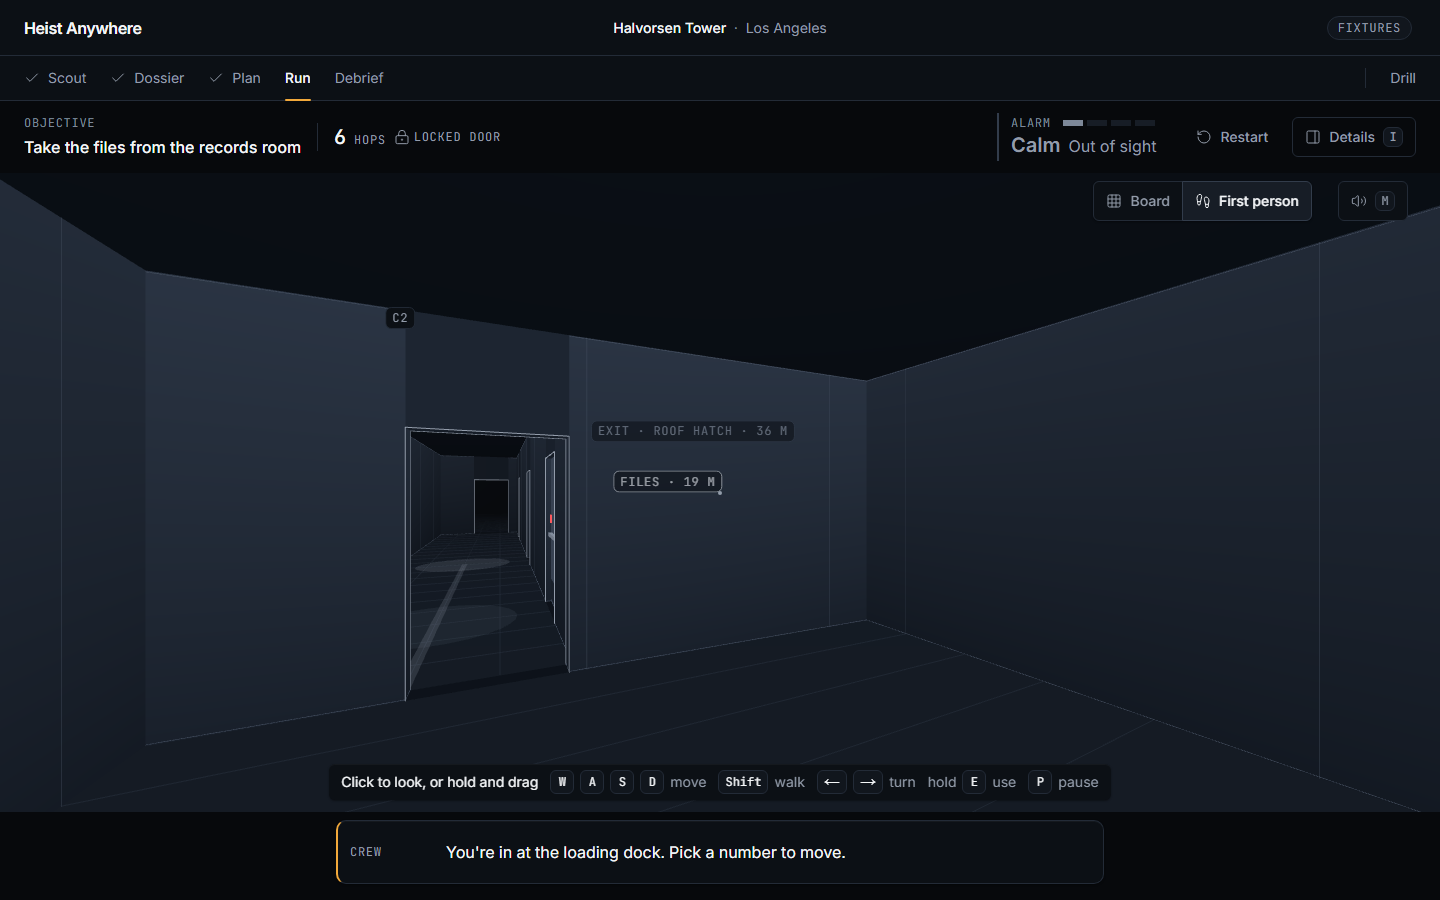 Heist Anywhere
Halvorsen Tower · Los Angeles
FIXTURES
Scout
Dossier
Plan
Run
Debrief
Drill
OBJECTIVE
Take the files from the records room
6 HOPS
LOCKED DOOR
ALARM
Calm Out of sight
Restart
Details I
Board
First person
M
C2
EXIT · ROOF HATCH · 36 M
FILES · 19 M
Click to look, or hold and drag W A S D move Shift walk ← → turn hold E use P pause
CREW
You're in at the loading dock. Pick a number to move.